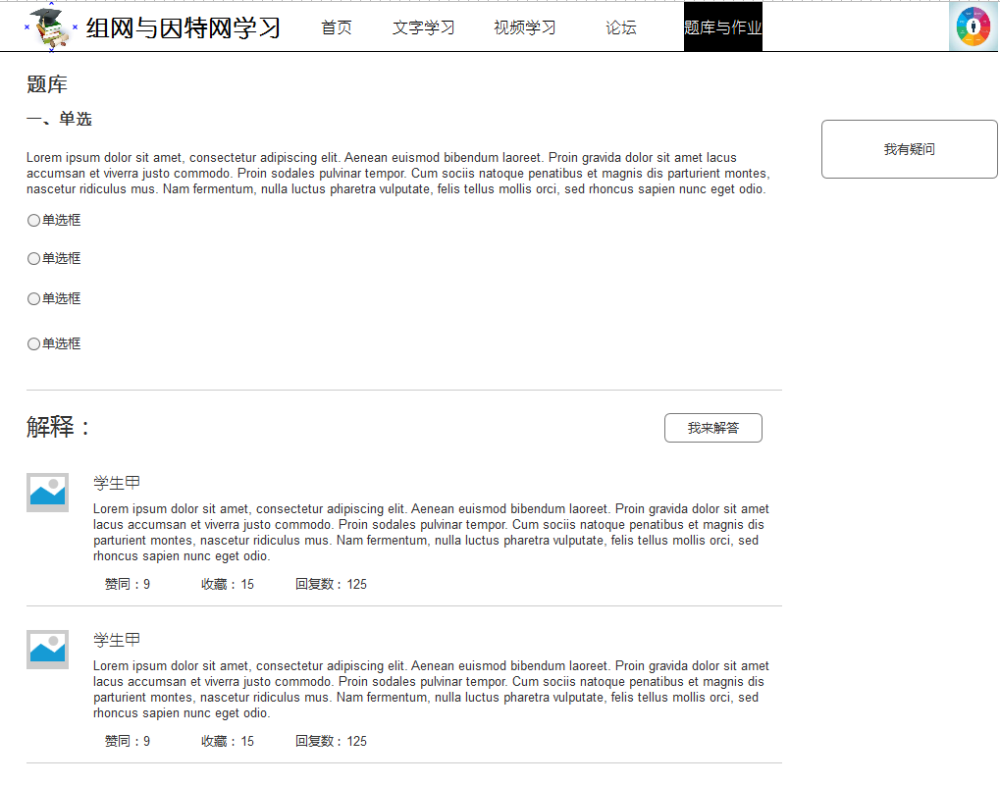 组网与因特网学习 首页 文字学习 视频学习 论坛 题库与作业
题库
一、单选
我有疑问
Lorem ipsum dolor sit amet, consectetur adipiscing elit. Aenean euismod bibendum laoreet. Proin gravida dolor sit amet lacus
accumsan et viverra justo commodo. Proin sodales pulvinar tempor. Cum sociis natoque penatibus et magnis dis parturient montes,
nascetur ridiculus mus. Nam fermentum, nulla luctus pharetra vulputate, felis tellus mollis orci, sed rhoncus sapien nunc eget odio.
单选框
单选框
单选框
单选框
解释： 我来解答
学生甲
Lorem ipsum dolor sit amet, consectetur adipiscing elit. Aenean euismod bibendum laoreet. Proin gravida dolor sit amet
lacus accumsan et viverra justo commodo. Proin sodales pulvinar tempor. Cum sociis natoque penatibus et magnis dis
parturient montes, nascetur ridiculus mus. Nam fermentum, nulla luctus pharetra vulputate, felis tellus mollis orci, sed
rhoncus sapien nunc eget odio.
赞同：9 收藏：15 回复数：125
学生甲
Lorem ipsum dolor sit amet, consectetur adipiscing elit. Aenean euismod bibendum laoreet. Proin gravida dolor sit amet
lacus accumsan et viverra justo commodo. Proin sodales pulvinar tempor. Cum sociis natoque penatibus et magnis dis
parturient montes, nascetur ridiculus mus. Nam fermentum, nulla luctus pharetra vulputate, felis tellus mollis orci, sed
rhoncus sapien nunc eget odio.
赞同：9 收藏：15 回复数：125